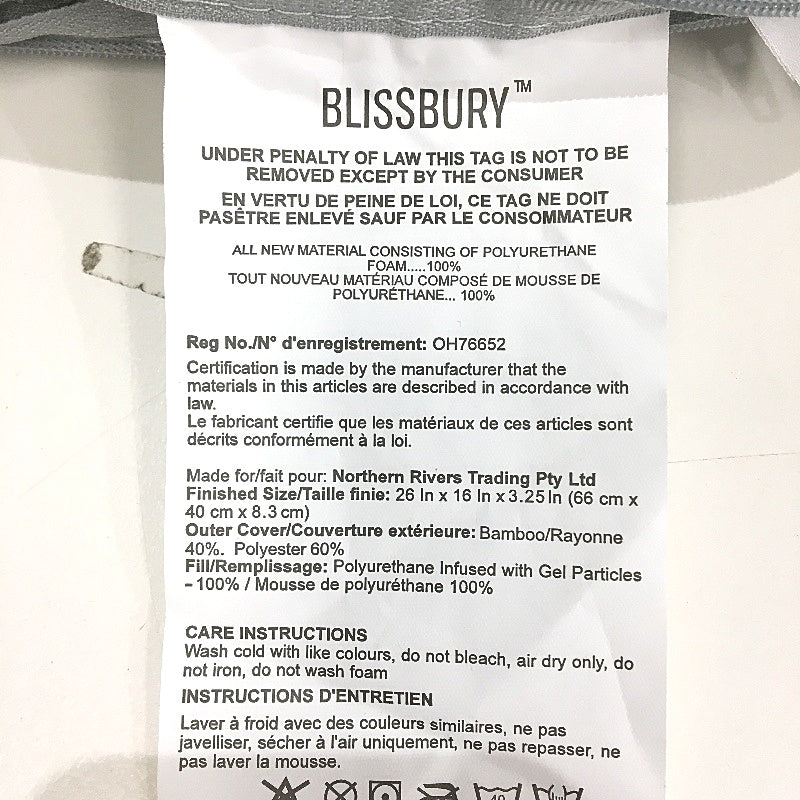 BLISSBURY™
UNDER PENALTY OF LAW THIS TAG IS NOT TO BE
REMOVED EXCEPT BY THE CONSUMER
EN VERTU DE PEINE DE LOI, CE TAG NE DOIT
PASÊTRE ENLEVÉ SAUF PAR LE CONSOMMATEUR
ALL NEW MATERIAL CONSISTING OF POLYURETHANE
FOAM.....100%
TOUT NOUVEAU MATÉRIAU COMPOSÉ DE MOUSSE DE
POLYURÉTHANE... 100%
Reg No./N° d'enregistrement: OH76652
Certification is made by the manufacturer that the
materials in this articles are described in accordance with
law.
Le fabricant certifie que les matériaux de ces articles sont
décrits conformément à la loi.
Made for/fait pour: Northern Rivers Trading Pty Ltd
Finished Size/Taille finie: 26 In x 16 In x 3.25 In (66 cm x
40 cm x 8.3 cm)
Outer Cover/Couverture extérieure: Bamboo/Rayonne
40%. Polyester 60%
Fill/Remplissage: Polyurethane Infused with Gel Particles
– 100% / Mousse de polyuréthane 100%
CARE INSTRUCTIONS
Wash cold with like colours, do not bleach, air dry only, do
not iron, do not wash foam
INSTRUCTIONS D'ENTRETIEN
Laver à froid avec des couleurs similaires, ne pas
javelliser, sécher à l'air uniquement, ne pas repasser, ne
pas laver la mousse.
40